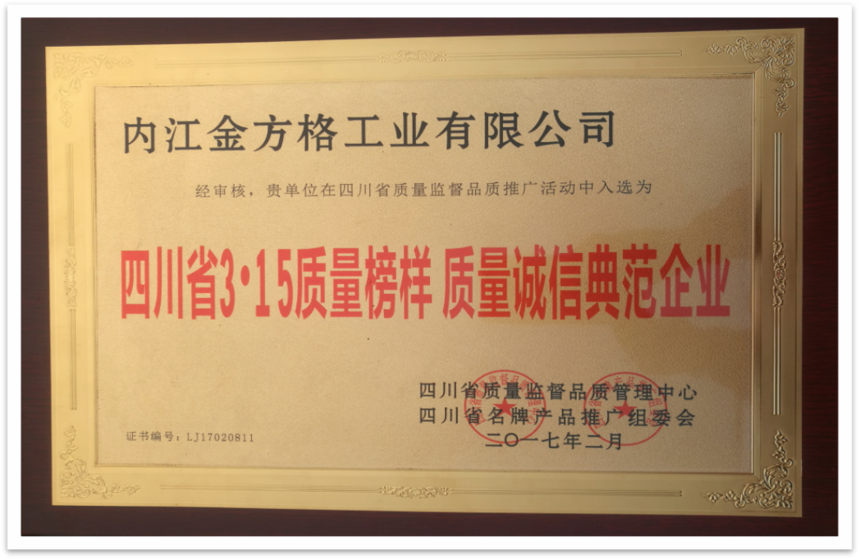 内江金方格工业有限公司
经审核，贵单位在四川省质量监督品质推广活动中入选为
四川省3·15质量榜样 质量诚信典范企业
四川省质量监督品质管理中心
四川省名牌产品推广组委会
二〇一七年二月
证书编号：LJ17020811